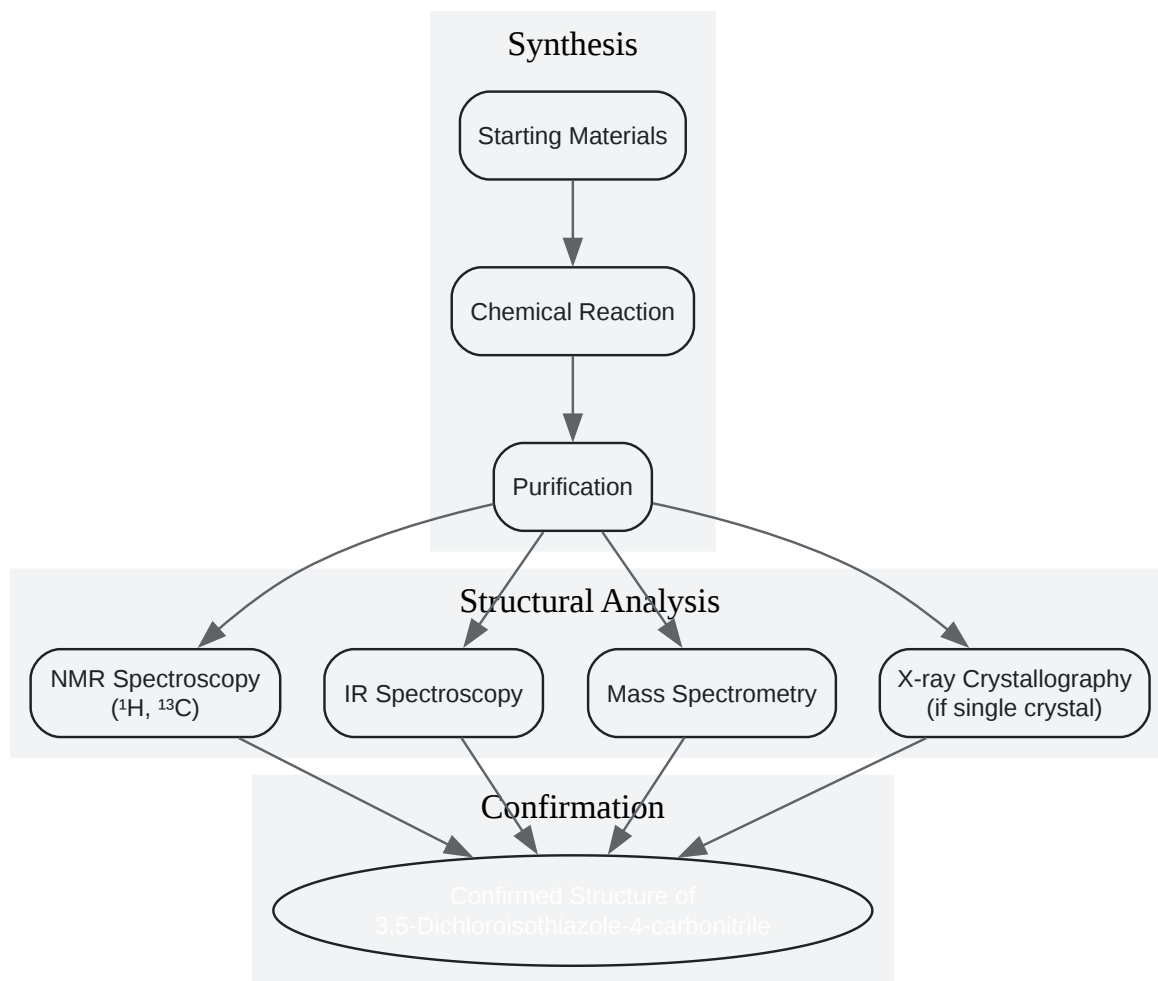 Synthesis
Starting Materials
Chemical Reaction
Purification
Structural Analysis
NMR Spectroscopy
(¹H, ¹³C)
IR Spectroscopy
Mass Spectrometry
X-ray Crystallography
(if single crystal)
Confirmation
Confirmed Structure of
3,5-Dichloroisothiazole-4-carbonitrile